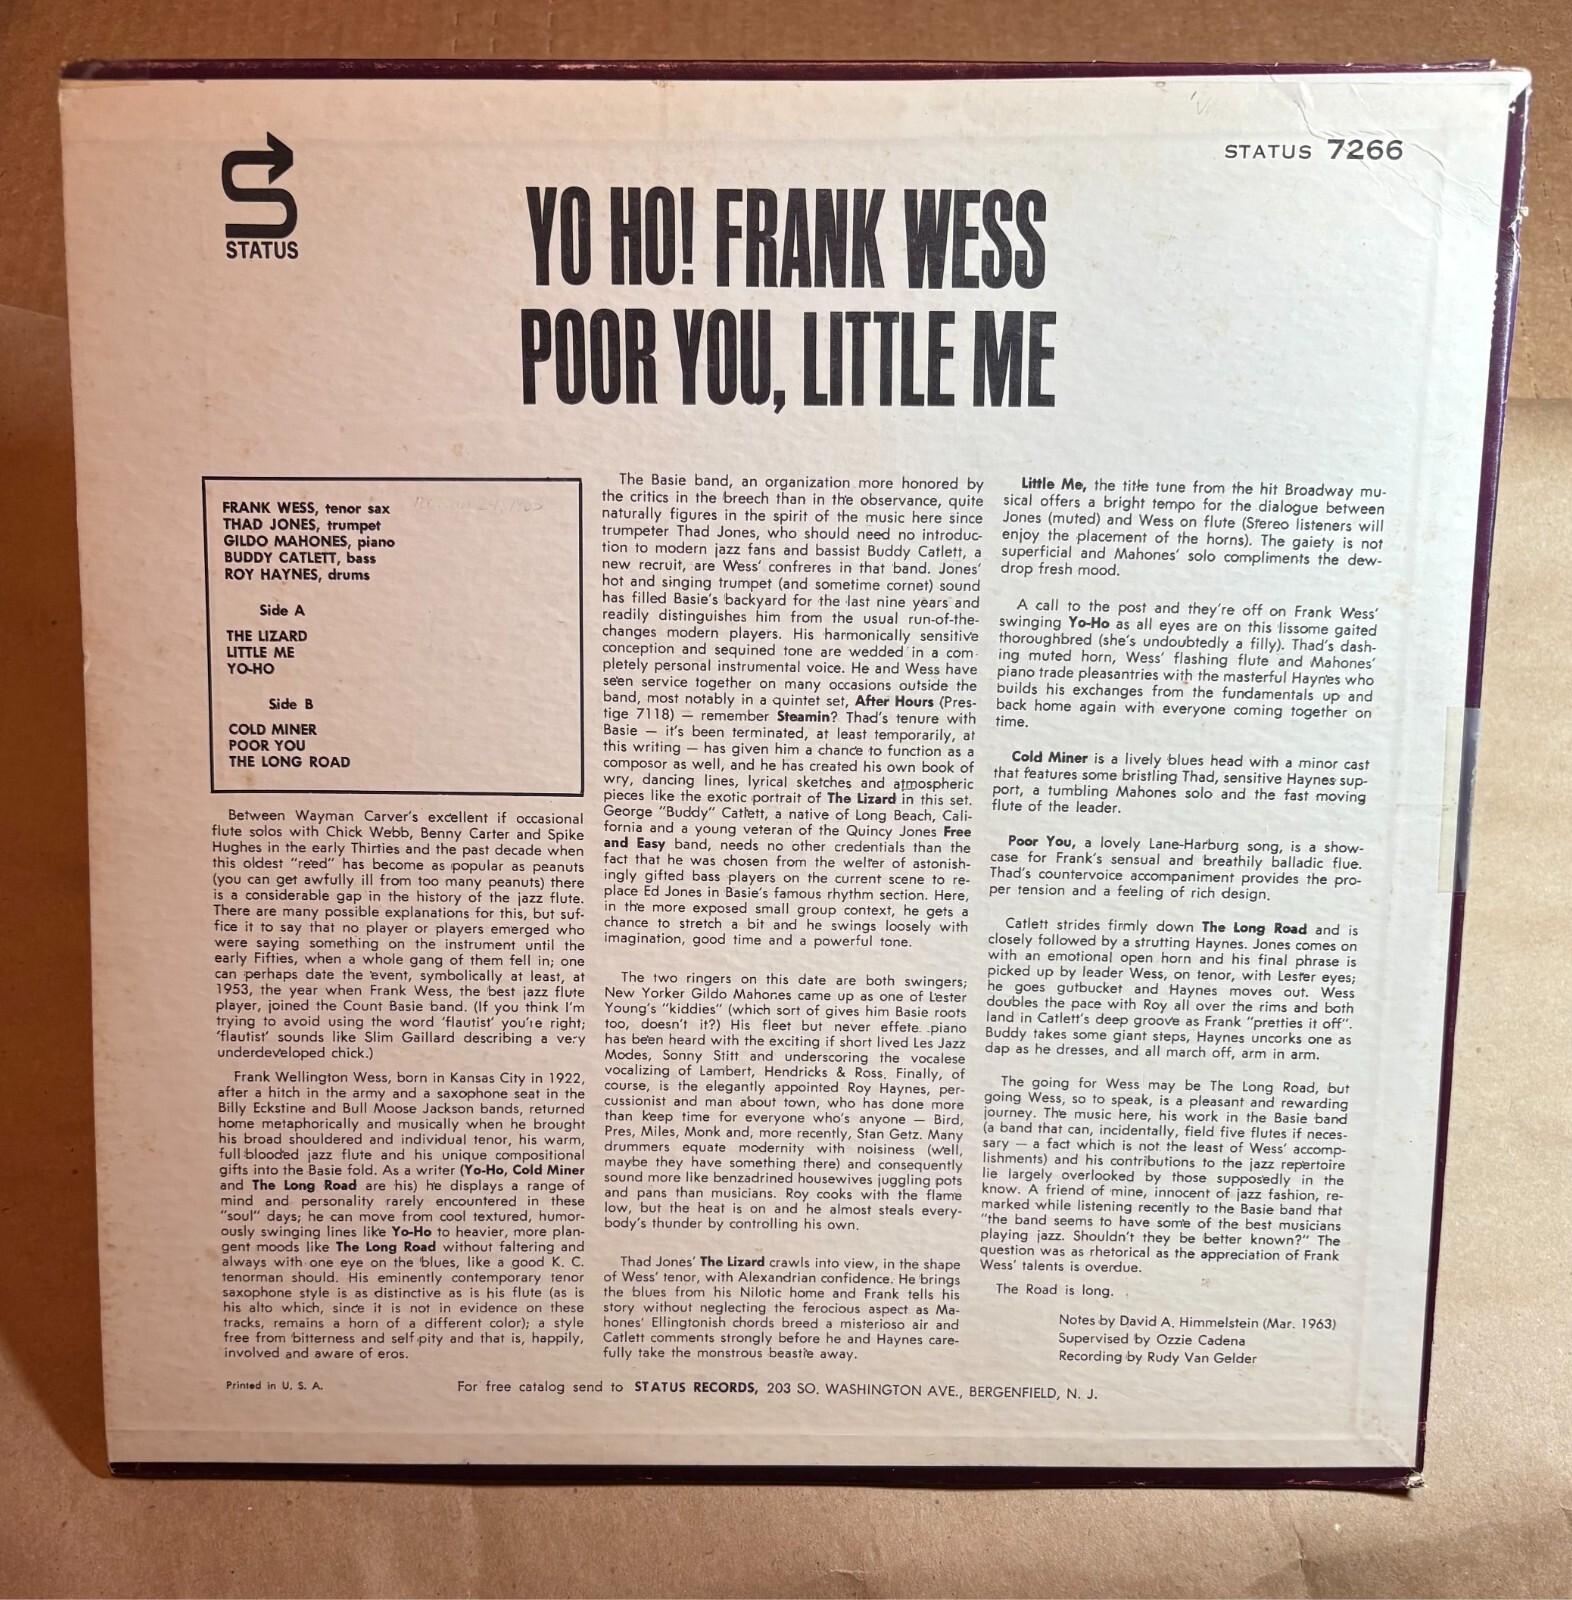 STATUS
STATUS 7266
YO HO! FRANK WESS
POOR YOU, LITTLE ME
FRANK WESS, tenor sax
THAD JONES, trumpet
GILDO MAHONES, piano
BUDDY CATLETT, bass
ROY HAYNES, drums
Side A
THE LIZARD
LITTLE ME
YO-HO
Side B
COLD MINER
POOR YOU
THE LONG ROAD
Between Wayman Carver's excellent if occasional
flute solos with Chick Webb, Benny Carter and Spike
Hughes in the early Thirties and the past decade when
this oldest "reed" has become as popular as peanuts
(you can get awfully ill from too many peanuts) there
is a considerable gap in the history of the jazz flute.
There are many possible explanations for this, but suf-
fice it to say that no player or players emerged who
were saying something on the instrument until the
early Fifties, when a whole gang of them fell in; one
can perhaps date the event, symbolically at least, at
1953, the year when Frank Wess, the best jazz flute
player, joined the Count Basie band. (If you think I'm
trying to avoid using the word 'flautist' you're right;
'flautist' sounds like Slim Gaillard describing a very
underdeveloped chick.)
Frank Wellington Wess, born in Kansas City in 1922,
after a hitch in the army and a saxophone seat in the
Billy Eckstine and Bull Moose Jackson bands, returned
home metaphorically and musically when he brought
his broad shouldered and individual tenor, his warm,
full blooded jazz flute and his unique compositional
gifts into the Basie fold. As a writer (Yo-Ho, Cold Miner
and The Long Road are his) he displays a range of
mind and personality rarely encountered in these
"soul" days; he can move from cool textured, humor-
ously swinging lines like Yo-Ho to heavier, more plan-
gent moods like The Long Road without faltering and
always with one eye on the blues, like a good K. C.
tenorman should. His eminently contemporary tenor
saxophone style is as distinctive as is his flute (as is
his alto which, since it is not in evidence on these
tracks, remains a horn of a different color); a style
free from bitterness and self pity and that is, happily,
involved and aware of eros.
The Basie band, an organization more honored by
the critics in the breech than in the observance, quite
naturally figures in the spirit of the music here since
trumpeter Thad Jones, who should need no introduc-
tion to modern jazz fans and bassist Buddy Catlett, a
new recruit, are Wess' confreres in that band. Jones'
hot and singing trumpet (and sometime cornet) sound
has filled Basie's backyard for the last nine years and
readily distinguishes him from the usual run-of-the-
changes modern players. His harmonically sensitive
conception and sequined tone are wedded in a com-
pletely personal instrumental voice. He and Wess have
seen service together on many occasions outside the
band, most notably in a quintet set, After Hours (Pres-
tige 7118) — remember Steamin? Thad's tenure with
Basie — it's been terminated, at least temporarily, at
this writing — has given him a chance to function as a
composer as well, and he has created his own book of
wry, dancing lines, lyrical sketches and atmospheric
pieces like the exotic portrait of The Lizard in this set.
George "Buddy" Catlett, a native of Long Beach, Cali-
fornia and a young veteran of the Quincy Jones Free
and Easy band, needs no other credentials than the
fact that he was chosen from the welter of astonish-
ingly gifted bass players on the current scene to re-
place Ed Jones in Basie's famous rhythm section. Here,
in the more exposed small group context, he gets a
chance to stretch a bit and he swings loosely with
imagination, good time and a powerful tone.
The two ringers on this date are both swingers;
New Yorker Gildo Mahones came up as one of Lester
Young's "kiddies" (which sort of gives him Basie roots
too, doesn't it?) His fleet but never effete piano
has been heard with the exciting if short lived Les Jazz
Modes, Sonny Stitt and underscoring the vocalese
vocalizing of Lambert, Hendricks & Ross. Finally, of
course, is the elegantly appointed Roy Haynes, per-
cussionist and man about town, who has done more
than keep time for everyone who's anyone — Bird,
Pres, Miles, Monk and, more recently, Stan Getz. Many
drummers equate modernity with noisiness (well,
maybe they have something there) and consequently
sound more like benzadrined housewives juggling pots
and pans than musicians. Roy cooks with the flame
low, but the heat is on and he almost steals every-
body's thunder by controlling his own.
Thad Jones' The Lizard crawls into view, in the shape
of Wess' tenor, with Alexandrian confidence. He brings
the blues from his Nilotic home and Frank tells his
story without neglecting the ferocious aspect as Ma-
hones' Ellingtonish chords breed a misterioso air and
Catlett comments strongly before he and Haynes care-
fully take the monstrous beastie away.
Little Me, the title tune from the hit Broadway mu-
sical offers a bright tempo for the dialogue between
Jones (muted) and Wess on flute (Stereo listeners will
enjoy the placement of the horns). The gaiety is not
superficial and Mahones' solo compliments the dew-
drop fresh mood.
A call to the post and they're off on Frank Wess'
swinging Yo-Ho as all eyes are on this lissome gaited
thoroughbred (she's undoubtedly a filly). Thad's dash-
ing muted horn, Wess' flashing flute and Mahones'
piano trade pleasantries with the masterful Haynes who
builds his exchanges from the fundamentals up and
back home again with everyone coming together on
time.
Cold Miner is a lively blues head with a minor cast
that features some bristling Thad, sensitive Haynes sup-
port, a tumbling Mahones solo and the fast moving
flute of the leader.
Poor You, a lovely Lane-Harburg song, is a show-
case for Frank's sensual and breathily balladic flue.
Thad's countervoice accompaniment provides the pro-
per tension and a feeling of rich design.
Catlett strides firmly down The Long Road and is
closely followed by a strutting Haynes. Jones comes on
with an emotional open horn and his final phrase is
picked up by leader Wess, on tenor, with Lester eyes;
he goes gutbucket and Haynes moves out. Wess
doubles the pace with Roy all over the rims and both
land in Catlett's deep groove as Frank "pretties it off".
Buddy takes some giant steps, Haynes uncorks one as
dap as he dresses, and all march off, arm in arm.
The going for Wess may be The Long Road, but
going Wess, so to speak, is a pleasant and rewarding
journey. The music here, his work in the Basie band
(a band that can, incidentally, field five flutes if neces-
sary — a fact which is not the least of Wess' accomp-
lishments) and his contributions to the jazz repertoire
lie largely overlooked by those supposedly in the
know. A friend of mine, innocent of jazz fashion, re-
marked while listening recently to the Basie band that
"the band seems to have some of the best musicians
playing jazz. Shouldn't they be better known?" The
question was as rhetorical as the appreciation of Frank
Wess' talents is overdue.
The Road is long.
Notes by David A. Himmelstein (Mar. 1963)
Supervised by Ozzie Cadena
Recording by Rudy Van Gelder
Printed in U. S. A.
For free catalog send to STATUS RECORDS, 203 SO. WASHINGTON AVE., BERGENFIELD, N. J.